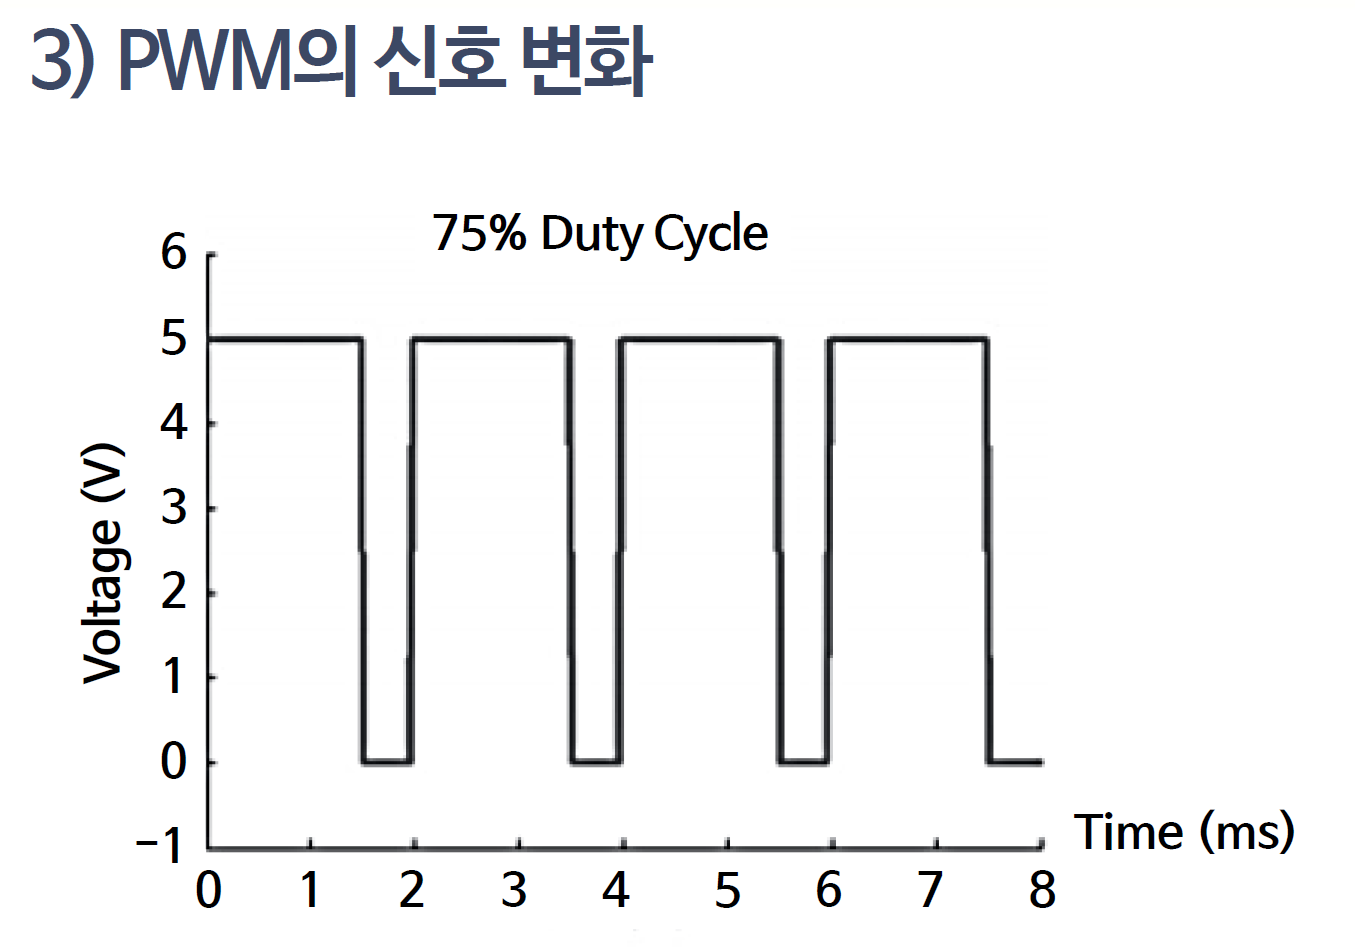 3) PWM의 신호 변화
75% Duty Cycle
6
5
4
3
2
1
0
-1
Voltage (V)
0 1 2 3 4 5 6 7 8
Time (ms)